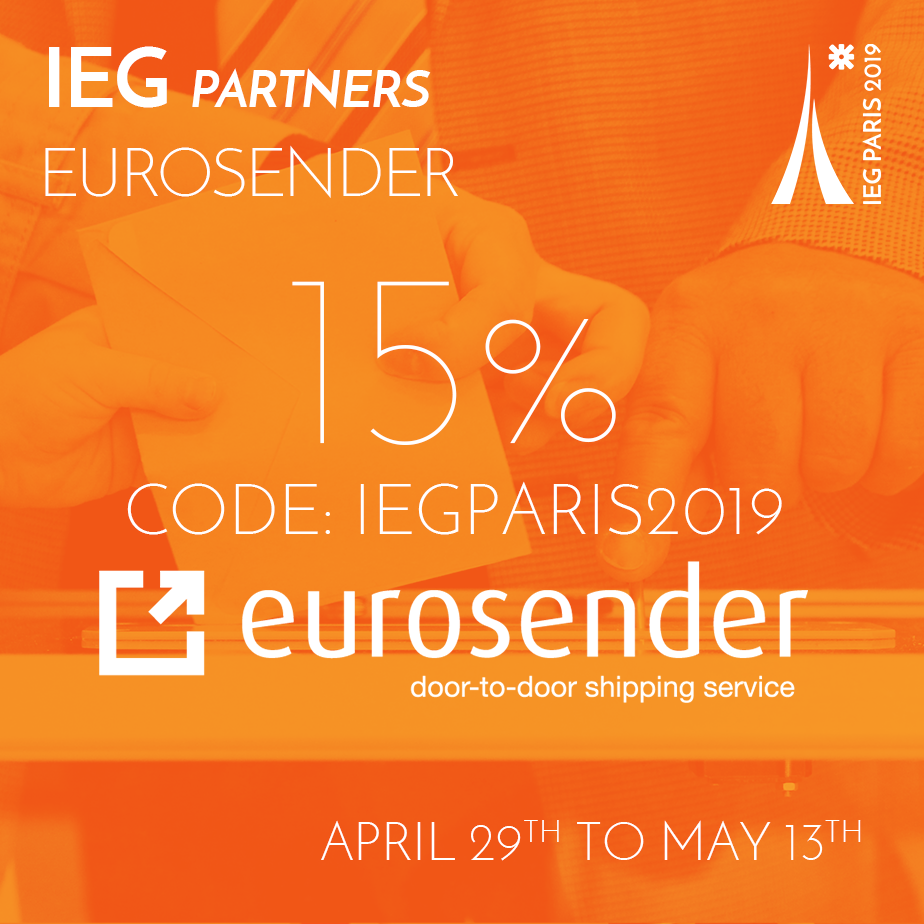 IEG PARTNERS
EUROSENDER
IEG PARIS 2019
15%
CODE: IEGPARIS2019
eurosender
door-to-door shipping service
APRIL 29TH TO MAY 13TH